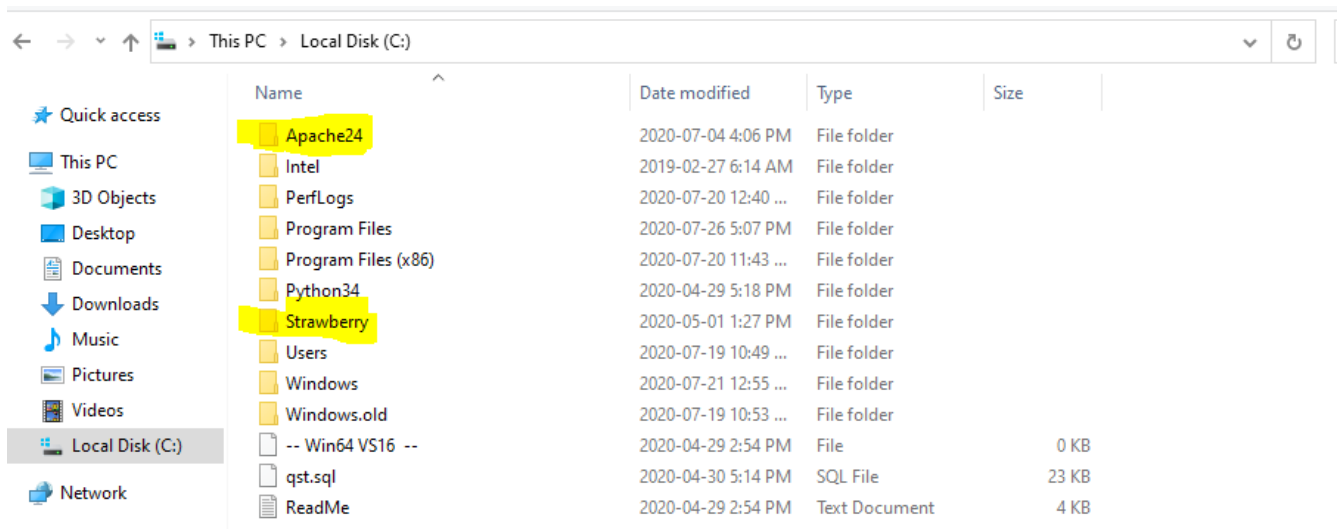 This PC > Local Disk (C:)
Name Date modified Type Size
Quick access
This PC
3D Objects
Desktop
Documents
Downloads
Music
Pictures
Videos
Local Disk (C:)
Network
Apache24 2020-07-04 4:06 PM File folder
Intel 2019-02-27 6:14 AM File folder
PerfLogs 2020-07-20 12:40 ... File folder
Program Files 2020-07-26 5:07 PM File folder
Program Files (x86) 2020-07-20 11:43 ... File folder
Python34 2020-04-29 5:18 PM File folder
Strawberry 2020-05-01 1:27 PM File folder
Users 2020-07-19 10:49 ... File folder
Windows 2020-07-21 12:55 ... File folder
Windows.old 2020-07-19 10:53 ... File folder
-- Win64 VS16 -- 2020-04-29 2:54 PM File 0 KB
qst.sql 2020-04-30 5:14 PM SQL File 23 KB
ReadMe 2020-04-29 2:54 PM Text Document 4 KB